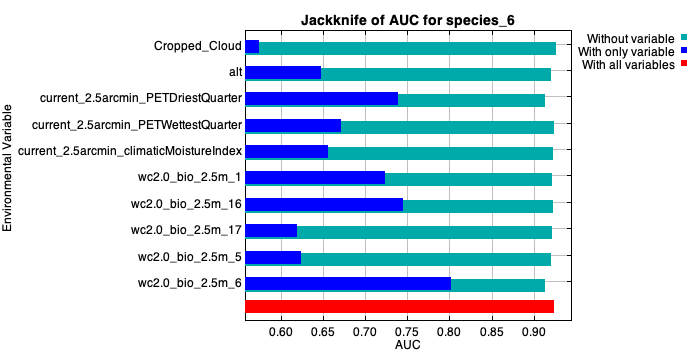 Jackknife of AUC for species_6
Without variable
With only variable
With all variables
Environmental Variable
Cropped_Cloud
alt
current_2.5arcmin_PETDriestQuarter
current_2.5arcmin_PETWettestQuarter
current_2.5arcmin_climaticMoistureIndex
wc2.0_bio_2.5m_1
wc2.0_bio_2.5m_16
wc2.0_bio_2.5m_17
wc2.0_bio_2.5m_5
wc2.0_bio_2.5m_6
0.60 0.65 0.70 0.75 0.80 0.85 0.90
AUC